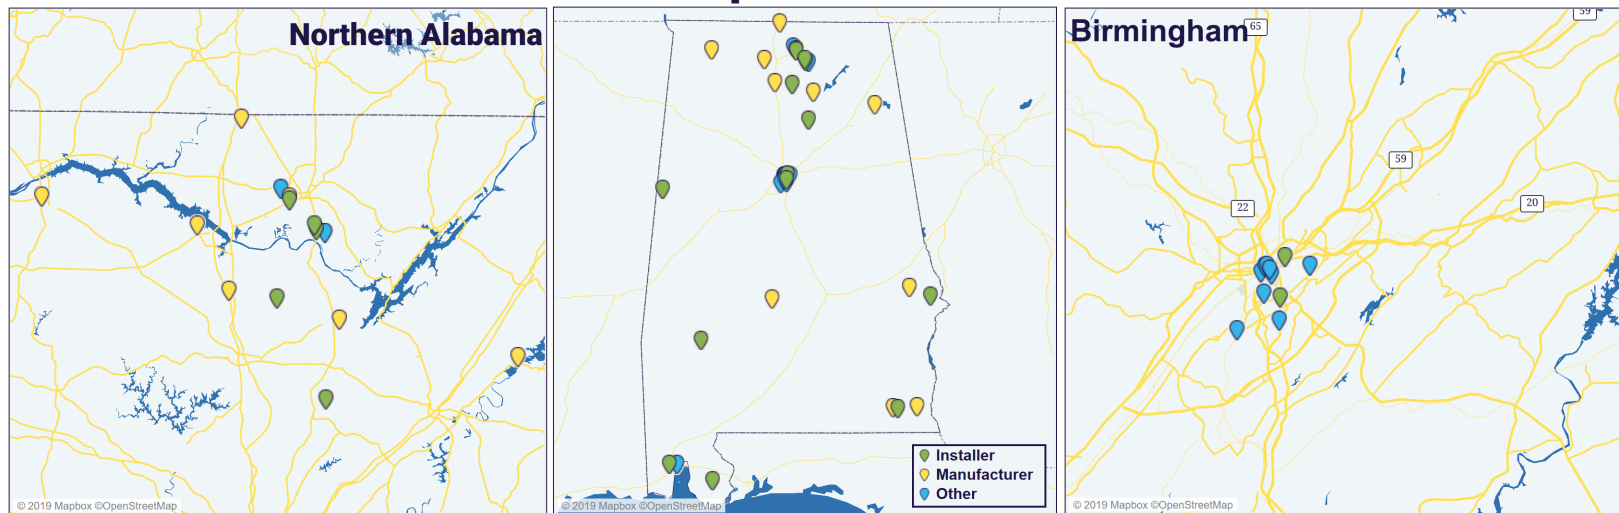 Northern Alabama
© 2019 Mapbox ©OpenStreetMap
Installer
Manufacturer
Other
© 2019 Mapbox ©OpenStreetMap
Birmingham
65
59
59
22
20
© 2019 Mapbox ©OpenStreetMap